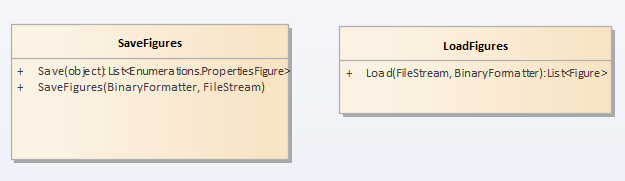 SaveFigures
+ Save(object): List<Enumerations.PropertiesFigure>
+ SaveFigures(BinaryFormatter, FileStream)
LoadFigures
+ Load(FileStream, BinaryFormatter): List<Figure>